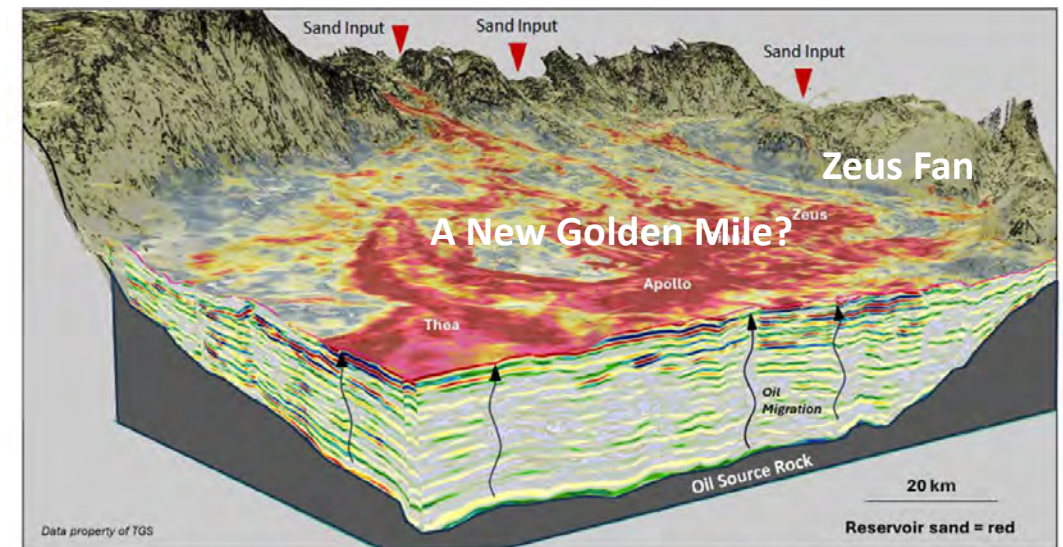 Sand Input
Sand Input
Sand Input
Zeus Fan
Zeus
A New Golden Mile?
Apollo
Thea
Oil
Migration
Oil Source Rock
20 km
Data property of TGS
Reservoir sand = red